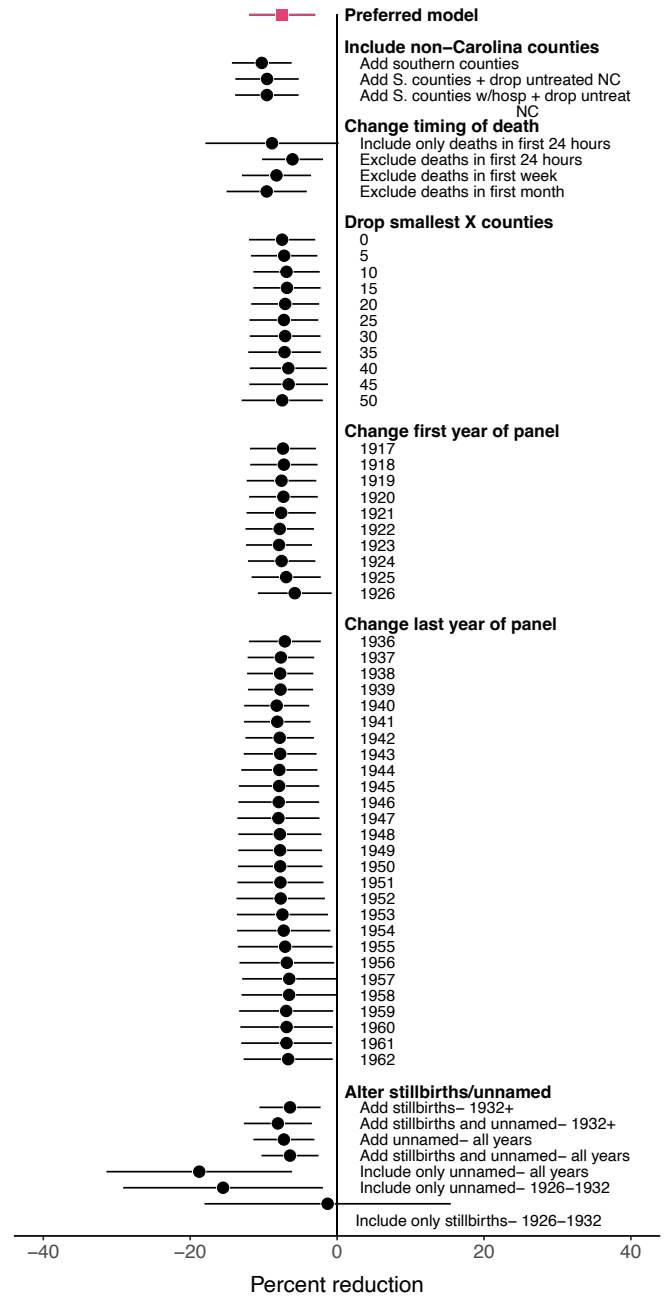 Preferred model
Include non−Carolina counties
Add southern counties
Add S. counties + drop untreated NC
Add S. counties w/hosp + drop untreat
NC
Change timing of death
Include only deaths in first 24 hours
Exclude deaths in first 24 hours
Exclude deaths in first week
Exclude deaths in first month
Drop smallest X counties
0
5
10
15
20
25
30
35
40
45
50
Change first year of panel
1917
1918
1919
1920
1921
1922
1923
1924
1925
1926
Change last year of panel
1936
1937
1938
1939
1940
1941
1942
1943
1944
1945
1946
1947
1948
1949
1950
1951
1952
1953
1954
1955
1956
1957
1958
1959
1960
1961
1962
Alter stillbirths/unnamed
Add stillbirths− 1932+
Add stillbirths and unnamed− 1932+
Add unnamed− all years
Add stillbirths and unnamed− all years
Include only unnamed− all years
Include only unnamed− 1926−1932
Include only stillbirths− 1926−1932
−40 −20 0 20 40
Percent reduction